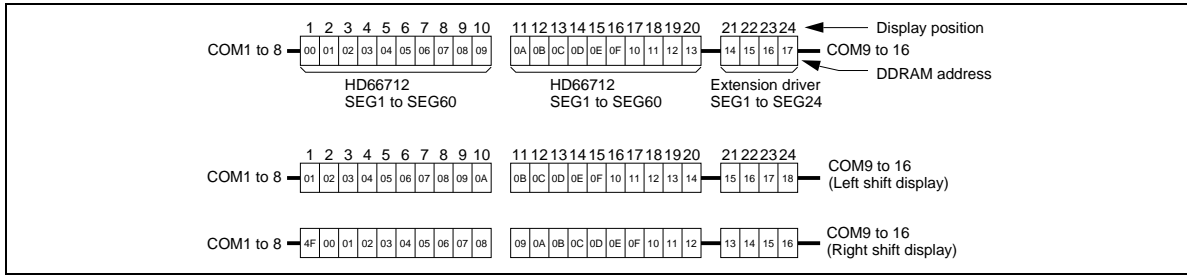 1 2 3 4 5 6 7 8 9 10 11 12 13 14 15 16 17 18 19 20 21 22 23 24 Display position
COM1 to 8 00 01 02 03 04 05 06 07 08 09 0A 0B 0C 0D 0E 0F 10 11 12 13 14 15 16 17 COM9 to 16
DDRAM address
HD66712 HD66712 Extension driver
SEG1 to SEG60 SEG1 to SEG60 SEG1 to SEG24
1 2 3 4 5 6 7 8 9 10 11 12 13 14 15 16 17 18 19 20 21 22 23 24
COM1 to 8 01 02 03 04 05 06 07 08 09 0A 0B 0C 0D 0E 0F 10 11 12 13 14 15 16 17 18 COM9 to 16
(Left shift display)
COM1 to 8 4F 00 01 02 03 04 05 06 07 08 09 0A 0B 0C 0D 0E 0F 10 11 12 13 14 15 16 COM9 to 16
(Right shift display)